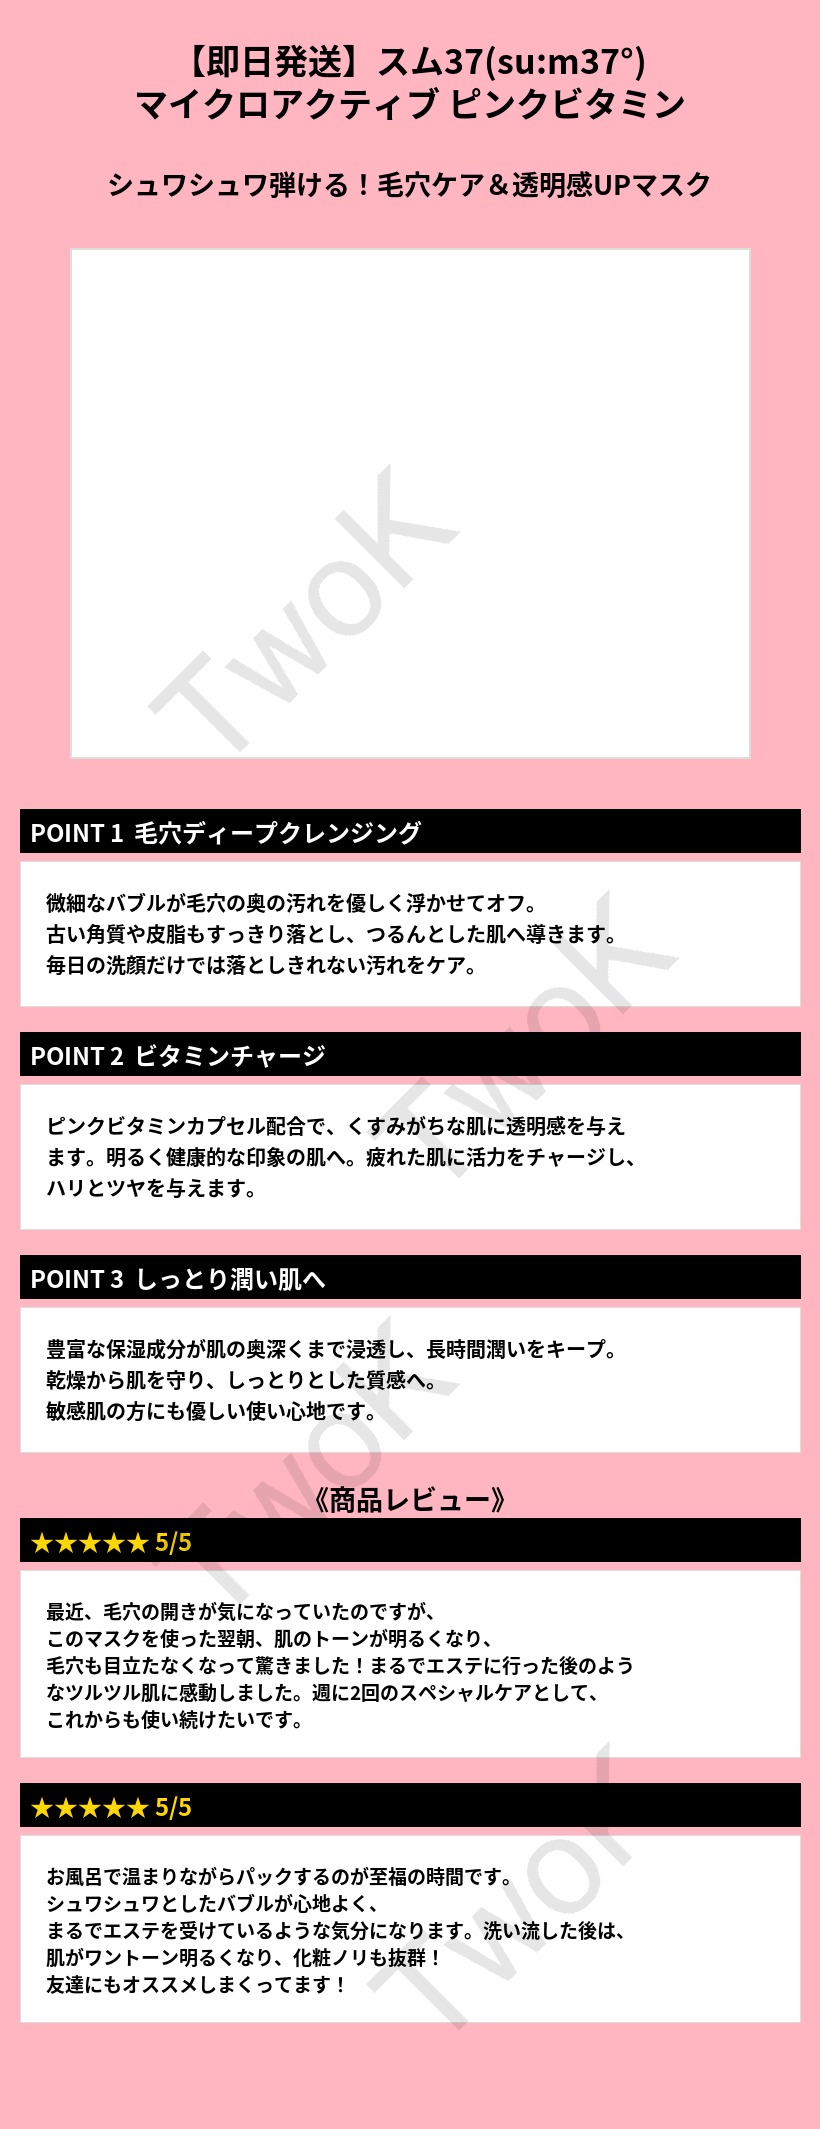 【即日発送】スム37(su:m37°)
マイクロアクティブ ピンクビタミン
シュワシュワ弾ける！毛穴ケア＆透明感UPマスク
TwoK
POINT 1 毛穴ディープクレンジング
微細なバブルが毛穴の奥の汚れを優しく浮かせてオフ。
古い角質や皮脂もすっきり落とし、つるんとした肌へ導きます。
毎日の洗顔だけでは落としきれない汚れをケア。
TwoK
POINT 2 ビタミンチャージ
ピンクビタミンカプセル配合で、くすみがちな肌に透明感を与え
ます。明るく健康的な印象の肌へ。疲れた肌に活力をチャージし、
ハリとツヤを与えます。
POINT 3 しっとり潤い肌へ
豊富な保湿成分が肌の奥深くまで浸透し、長時間潤いをキープ。
乾燥から肌を守り、しっとりとした質感へ。
敏感肌の方にも優しい使い心地です。
TwoK
《商品レビュー》
★★★★★ 5/5
最近、毛穴の開きが気になっていたのですが、
このマスクを使った翌朝、肌のトーンが明るくなり、
毛穴も目立たなくなって驚きました！まるでエステに行った後のよう
なツルツル肌に感動しました。週に2回のスペシャルケアとして、
これからも使い続けたいです。
★★★★★ 5/5
お風呂で温まりながらパックするのが至福の時間です。
シュワシュワとしたバブルが心地よく、
まるでエステを受けているような気分になります。洗い流した後は、
肌がワントーン明るくなり、化粧ノリも抜群！
友達にもオススメしまくってます！
TwoK